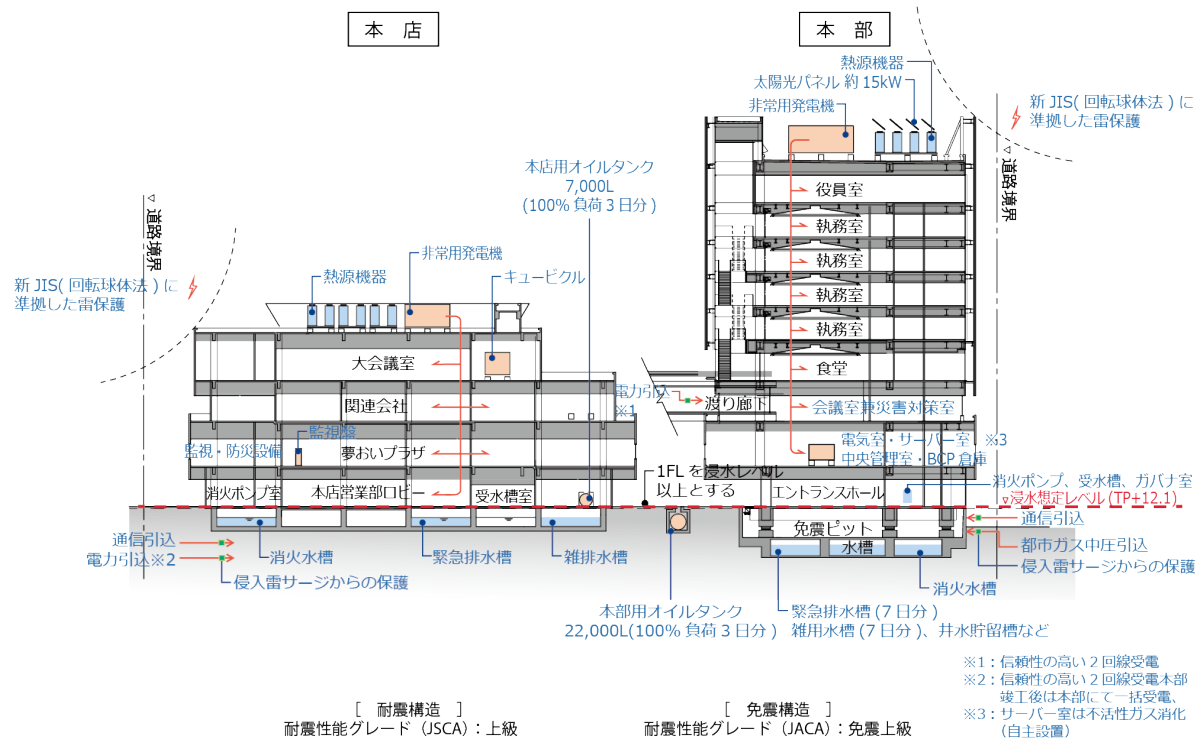 本 店
本 部
熱源機器
太陽光パネル 約 15kW
非常用発電機
新 JIS( 回転球体法 ) に
準拠した雷保護
▽ 道路境界
役員室
執務室
執務室
執務室
執務室
食堂
会議室兼災害対策室
電気室・サーバー室 ※3
中央管理室・BCP 倉庫
消火ポンプ、受水槽、ガバナ室
エントランスホール
▽浸水想定レベル (TP+12.1)
通信引込
都市ガス中圧引込
侵入雷サージからの保護
免震ピット
水槽
消火水槽
緊急排水槽 (7 日分 )
雑用水槽 (7 日分 )、井水貯留槽など
電力引込
※1
渡り廊下
1FL を浸水レベル
以上とする
本部用オイルタンク
22,000L(100% 負荷 3 日分 )
本店用オイルタンク
7,000L
(100% 負荷 3 日分 )
▽ 道路境界
新 JIS( 回転球体法 ) に
準拠した雷保護
熱源機器
非常用発電機
キュービクル
大会議室
関連会社
監視盤
監視・防災設備
夢おいプラザ
消火ポンプ室
本店営業部ロビー
受水槽室
通信引込
電力引込※2
消火水槽
緊急排水槽
雑排水槽
侵入雷サージからの保護
[ 耐震構造 ]
耐震性能グレード（JSCA）: 上級
[ 免震構造 ]
耐震性能グレード（JACA）: 免震上級
※1 : 信頼性の高い 2 回線受電
※2 : 信頼性の高い 2 回線受電本部
竣工後は本部にて一括受電、
※3 : サーバー室は不活性ガス消化
（自主設置）